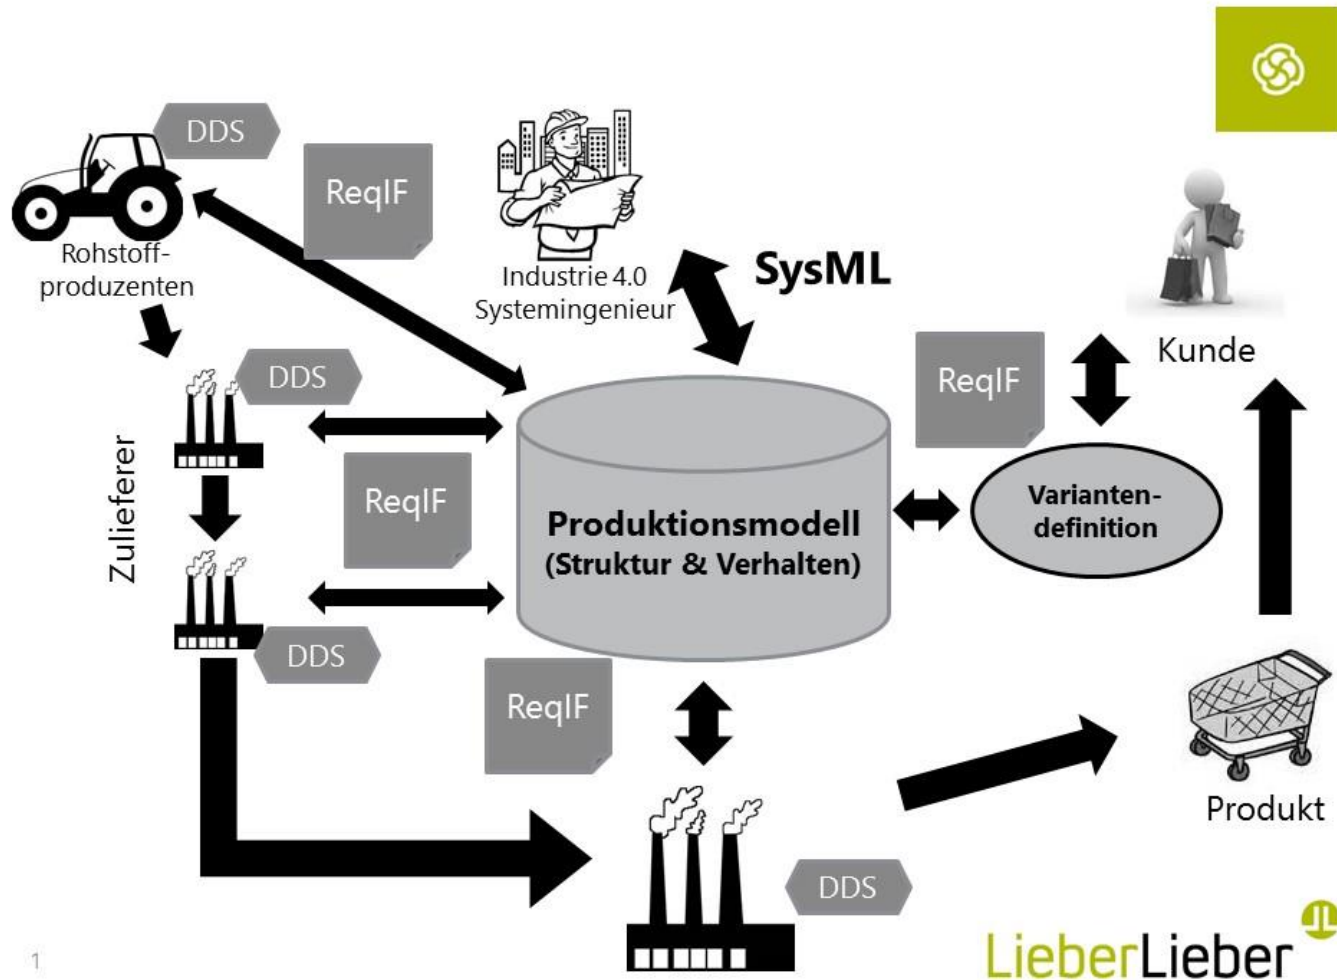 DDS
ReqIF
Rohstoff-
produzenten
Industrie 4.0
Systemingenieur
SysML
Kunde
ReqIF
DDS
Zulieferer
ReqIF
Produktionsmodell
(Struktur & Verhalten)
Varianten-
definition
DDS
ReqIF
Produkt
DDS
1
LieberLieber